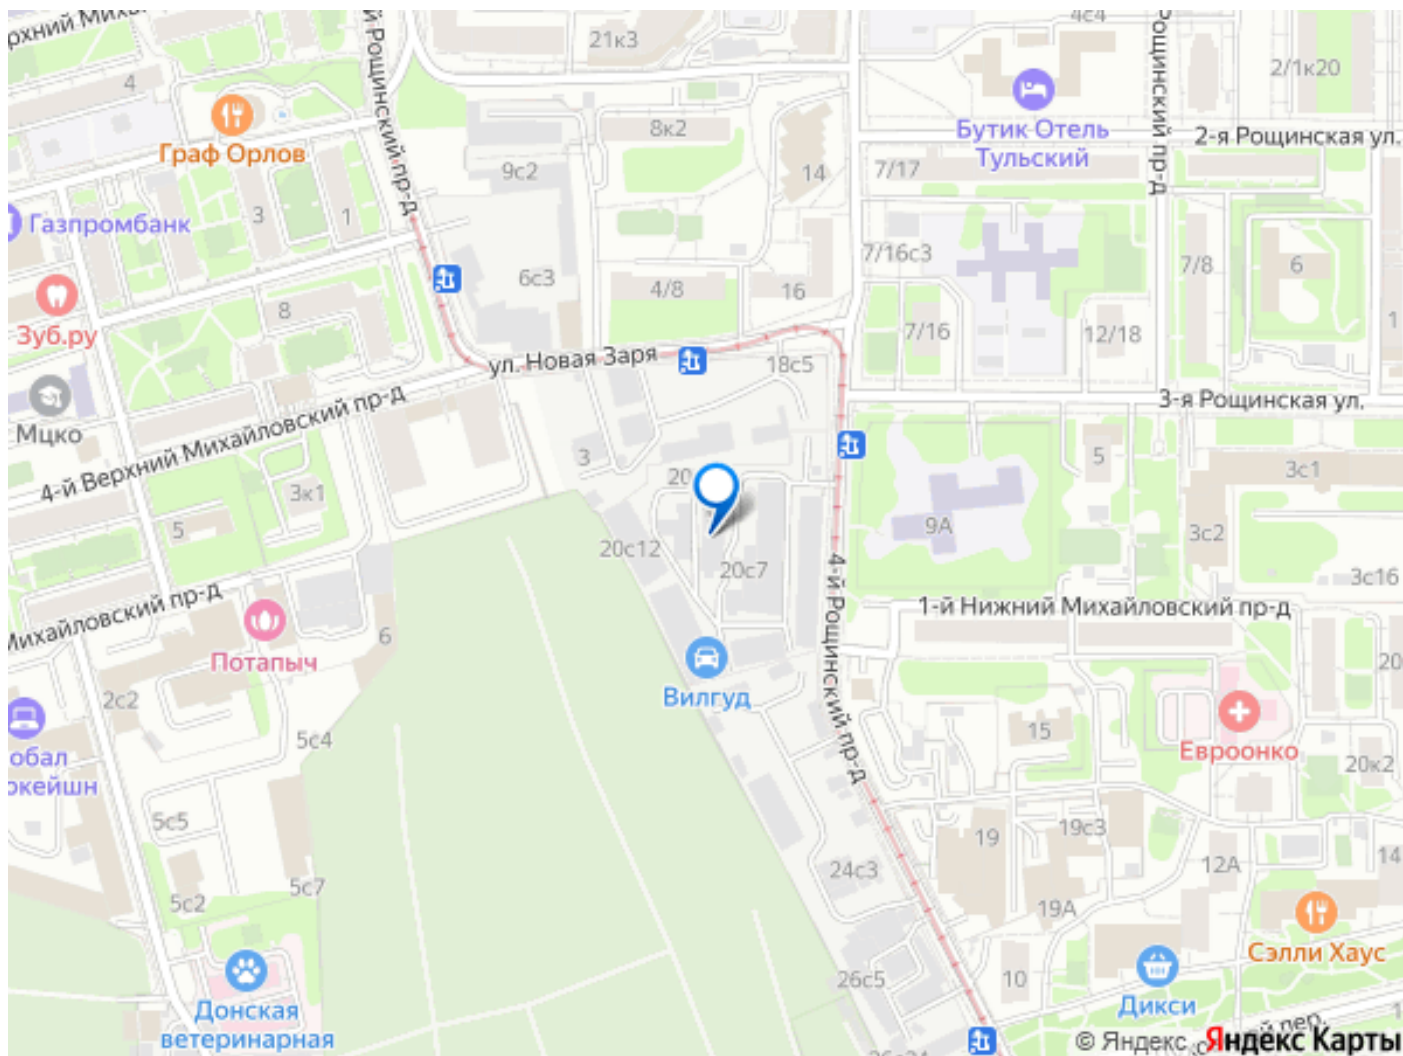 рхний Мих
4
й Рощинский пр-д
21к3
4с4
Рощинский пр-д
2/1к20
Граф Орлов
8к2
Бутик Отель
Тульский
2-я Рощинская ул.
9с2
14
7/17
Газпромбанк
3
1
7/16с3
6с3
4/8
16
7/8
6
Зуб.ру
8
7/16
12/18
1
ул. Новая Заря
18с5
Мцко
4-й Верхний Михайловский пр-д
3-я Рощинская ул.
3
5
3с1
20
3к1
5
9А
3с2
20с12
20с7
3с16
Михайловский пр-д
4-й Рощинский пр-д
1-й Нижний Михайловский пр-д
Потапыч
6
Вилгуд
20
2с2
5с4
15
Евроонко
20к2
обал
окейшн
5с5
19
19с3
12А
14
5с7
5с2
24с3
19А
Сэлли Хаус
26с5
10
Дикси
Донская
ветеринарная
26с24
© Яндекс
Яндекс Карты
ой пер.